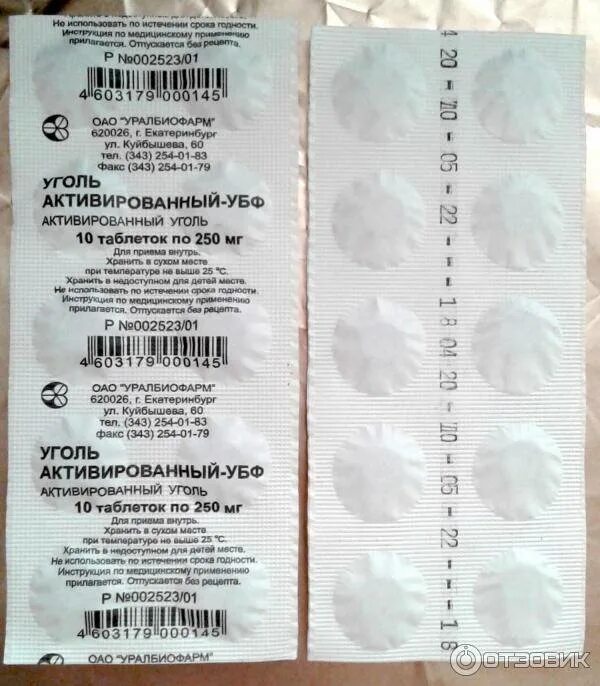 Хранить в недоступном для детей месте.
Не использовать по истечении срока годности.
Инструкция по медицинскому применению
прилагается. Отпускается без рецепта.
Р №002523/01
4 603179 000145
ОАО "УРАЛБИОФАРМ"
620026, г. Екатеринбург
ул. Куйбышева, 60
тел. (343) 254-01-83
факс (343) 254-01-79
УГОЛЬ
АКТИВИРОВАННЫЙ-УБФ
АКТИВИРОВАННЫЙ УГОЛЬ
10 таблеток по 250 мг
Для приема внутрь.
Хранить в сухом месте
при температуре не выше 25 °С.
Хранить в недоступном для детей месте.
Не использовать по истечении срока годности.
Инструкция по медицинскому применению
прилагается. Отпускается без рецепта.
Р №002523/01
4 603179 000145
ОАО "УРАЛБИОФАРМ"
620026, г. Екатеринбург
ул. Куйбышева, 60
тел. (343) 254-01-83
факс (343) 254-01-79
УГОЛЬ
АКТИВИРОВАННЫЙ-УБФ
АКТИВИРОВАННЫЙ УГОЛЬ
10 таблеток по 250 мг
Для приема внутрь.
Хранить в сухом месте
при температуре не выше 25 °С.
Хранить в недоступном для детей месте.
Не использовать по истечении срока годности.
Инструкция по медицинскому применению
прилагается. Отпускается без рецепта.
Р №002523/01
4 603179 000145
ОАО "УРАЛБИОФАРМ"
4 20 - 10 - 05 - 22 - - - 18 04 20 - 10 - 05 - 22 - - - 18
ОТЗОВИК